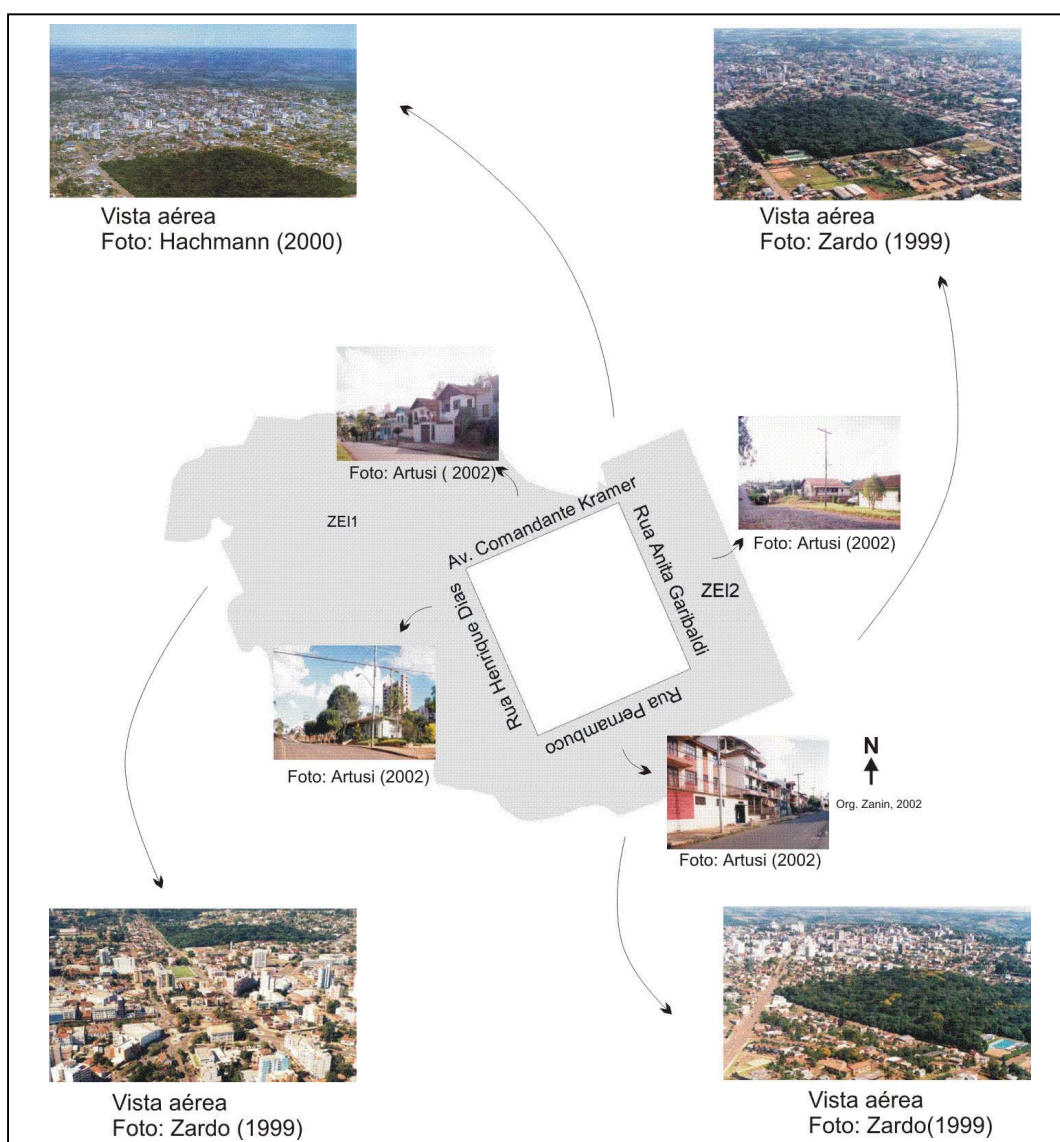 Vista aérea
Foto: Hachmann (2000)
Vista aérea
Foto: Zardo (1999)
Foto: Artusi ( 2002)
Foto: Artusi (2002)
ZEI1
Av. Comandante Kramer
Rua Anita Garibaldi
ZEI2
Rua Henrique Dias
Rua Pernambuco
Foto: Artusi (2002)
N
Org. Zanin, 2002
Foto: Artusi (2002)
Vista aérea
Foto: Zardo (1999)
Vista aérea
Foto: Zardo(1999)